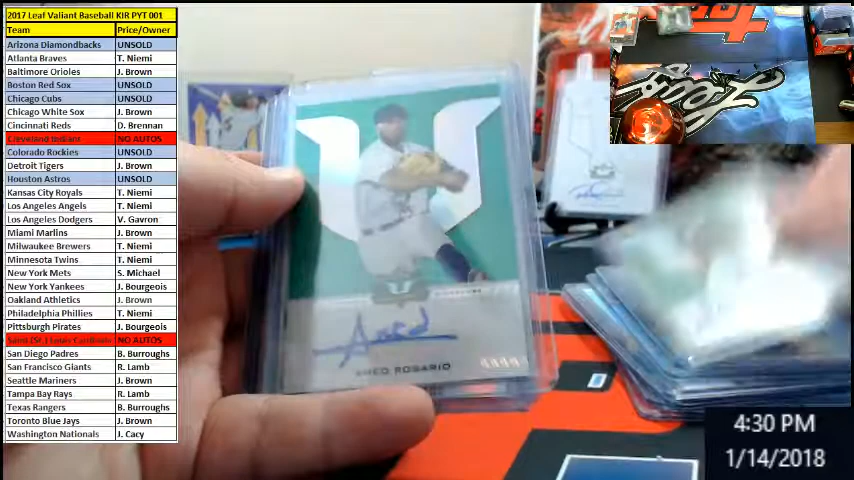 2017 Leaf Valiant Baseball KIR PYT 001
Team Price/Owner
Arizona Diamondbacks UNSOLD
Atlanta Braves T. Niemi
Baltimore Orioles J. Brown
Boston Red Sox UNSOLD
Chicago Cubs UNSOLD
Chicago White Sox J. Brown
Cincinnati Reds D. Brennan
Cleveland Indians NO AUTOS
Colorado Rockies UNSOLD
Detroit Tigers J. Brown
Houston Astros UNSOLD
Kansas City Royals T. Niemi
Los Angeles Angels T. Niemi
Los Angeles Dodgers V. Gavron
Miami Marlins J. Brown
Milwaukee Brewers T. Niemi
Minnesota Twins T. Niemi
New York Mets S. Michael
New York Yankees J. Bourgeois
Oakland Athletics J. Brown
Philadelphia Phillies T. Niemi
Pittsburgh Pirates J. Bourgeois
Saint (St.) Louis Cardinals NO AUTOS
San Diego Padres B. Burroughs
San Francisco Giants R. Lamb
Seattle Mariners J. Brown
Tampa Bay Rays R. Lamb
Texas Rangers B. Burroughs
Toronto Blue Jays J. Brown
Washington Nationals J. Cacy
AMED ROSARIO
topps
4:30 PM
1/14/2018